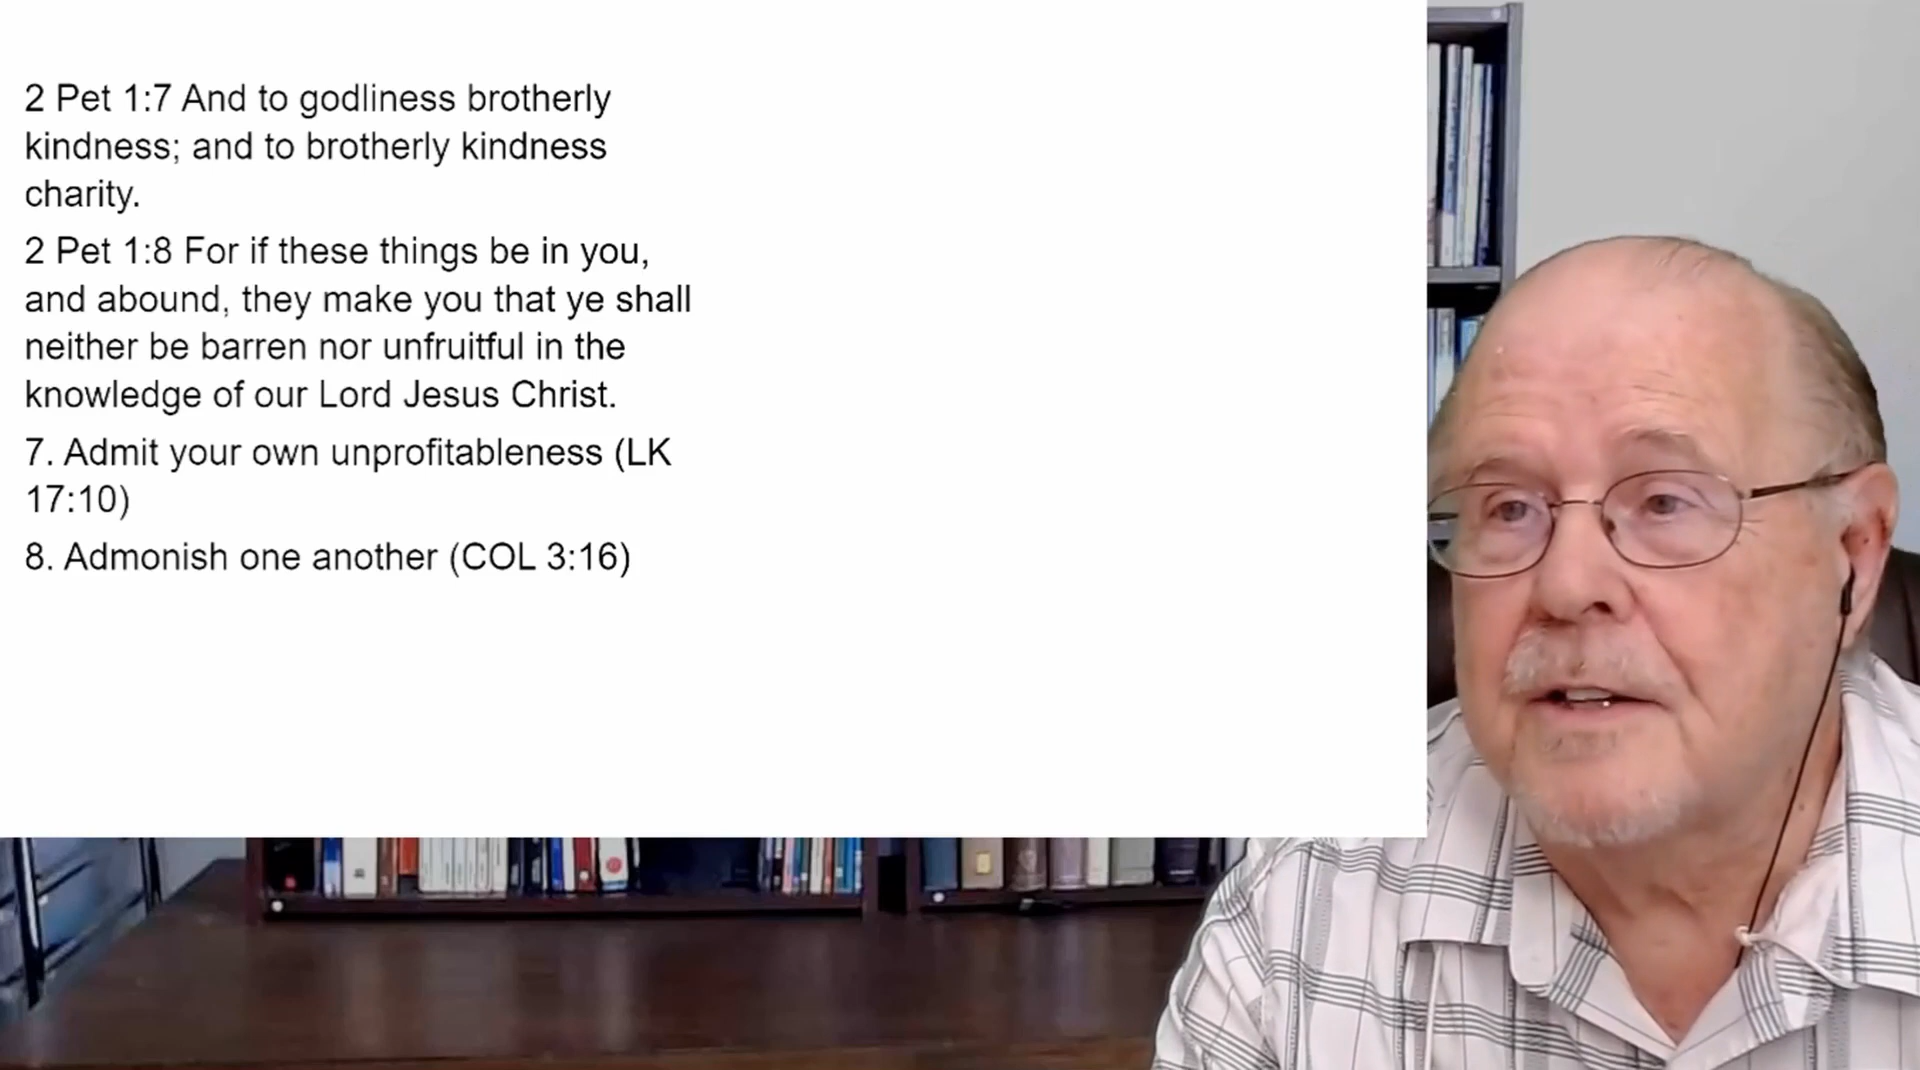 2 Pet 1:7 And to godliness brotherly
kindness; and to brotherly kindness
charity.
2 Pet 1:8 For if these things be in you,
and abound, they make you that ye shall
neither be barren nor unfruitful in the
knowledge of our Lord Jesus Christ.
7. Admit your own unprofitableness (LK
17:10)
8. Admonish one another (COL 3:16)